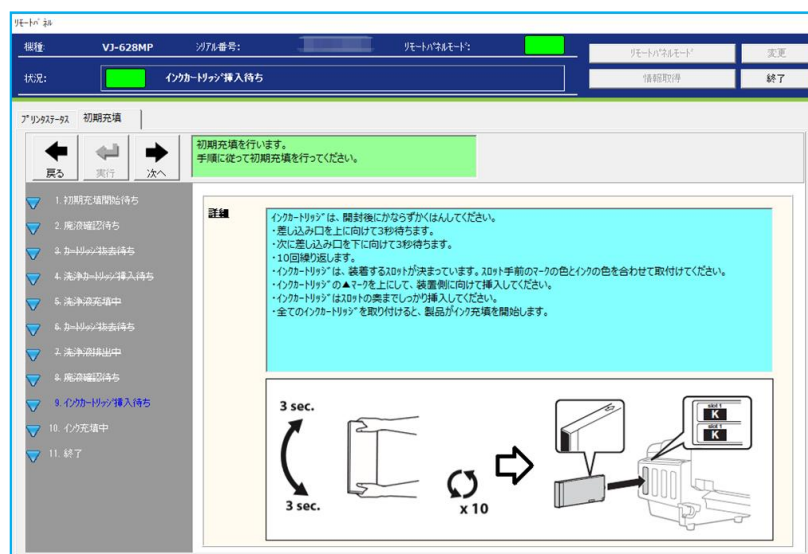 リモートパネル
機種: VJ-628MP シリアル番号: リモートパネルモード:
リモートパネルモード 変更
状況: インクカートリッジ挿入待ち
情報取得 終了
プリンタステータス 初期充填
戻る 実行 次へ
初期充填を行います。
手順に従って初期充填を行ってください。
1. 初期充填開始待ち
2. 廃液確認待ち
3. カートリッジ抜去待ち
4. 洗浄カートリッジ挿入待ち
5. 洗浄液充填中
6. カートリッジ抜去待ち
7. 洗浄液排出中
8. 廃液確認待ち
9. インクカートリッジ挿入待ち
10. インク充填中
11. 終了
詳細
インクカートリッジは、開封後にかならずかくはんしてください。
・差し込み口を上に向けて3秒待ちます。
・次に差し込み口を下に向けて3秒待ちます。
・10回繰り返します。
・インクカートリッジは、装着するスロットが決まっています。スロット手前のマークの色とインクの色を合わせて取付けてください。
・インクカートリッジの▲マークを上にして、装置側に向けて挿入してください。
・インクカートリッジはスロットの奥までしっかり挿入してください。
・全てのインクカートリッジを取り付けると、製品がインク充填を開始します。
3 sec.
3 sec.
x 10
slot 1
K
slot 1
K